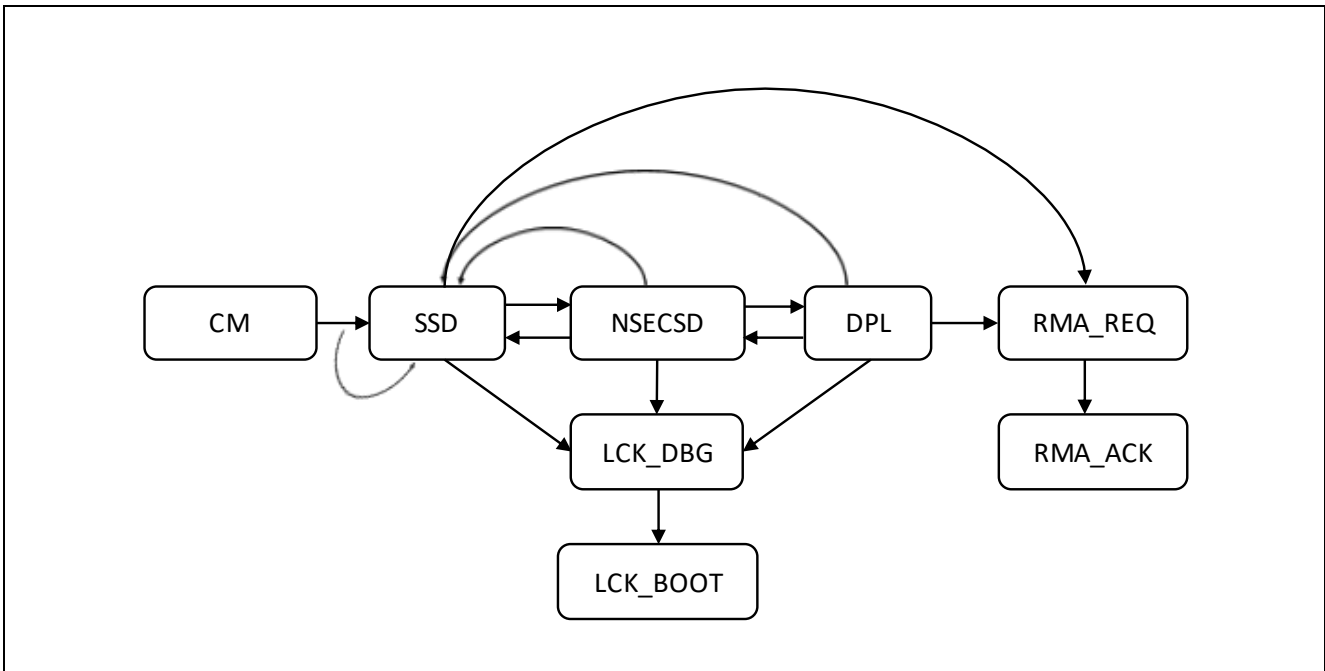 CM
SSD
NSECSD
DPL
RMA_REQ
LCK_DBG
RMA_ACK
LCK_BOOT